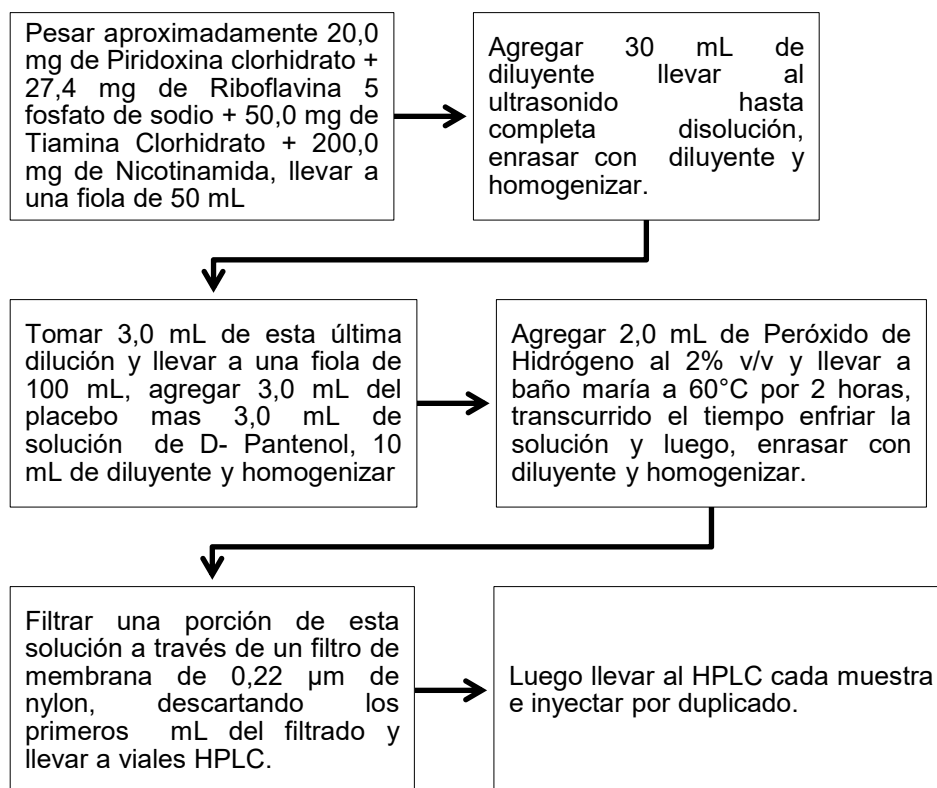 Pesar aproximadamente 20,0
mg de Piridoxina clorhidrato +
27,4 mg de Riboflavina 5
fosfato de sodio + 50,0 mg de
Tiamina Clorhidrato + 200,0
mg de Nicotinamida, llevar a
una fiola de 50 mL
Agregar 30 mL de
diluyente llevar al
ultrasonido hasta
completa disolución,
enrasar con diluyente y
homogenizar.
Tomar 3,0 mL de esta última
dilución y llevar a una fiola de
100 mL, agregar 3,0 mL del
placebo mas 3,0 mL de
solución de D- Pantenol, 10
mL de diluyente y homogenizar
Agregar 2,0 mL de Peróxido de
Hidrógeno al 2% v/v y llevar a
baño maría a 60°C por 2 horas,
transcurrido el tiempo enfriar la
solución y luego, enrasar con
diluyente y homogenizar.
Filtrar una porción de esta
solución a través de un filtro de
membrana de 0,22 µm de
nylon, descartando los
primeros mL del filtrado y
llevar a viales HPLC.
Luego llevar al HPLC cada muestra
e inyectar por duplicado.